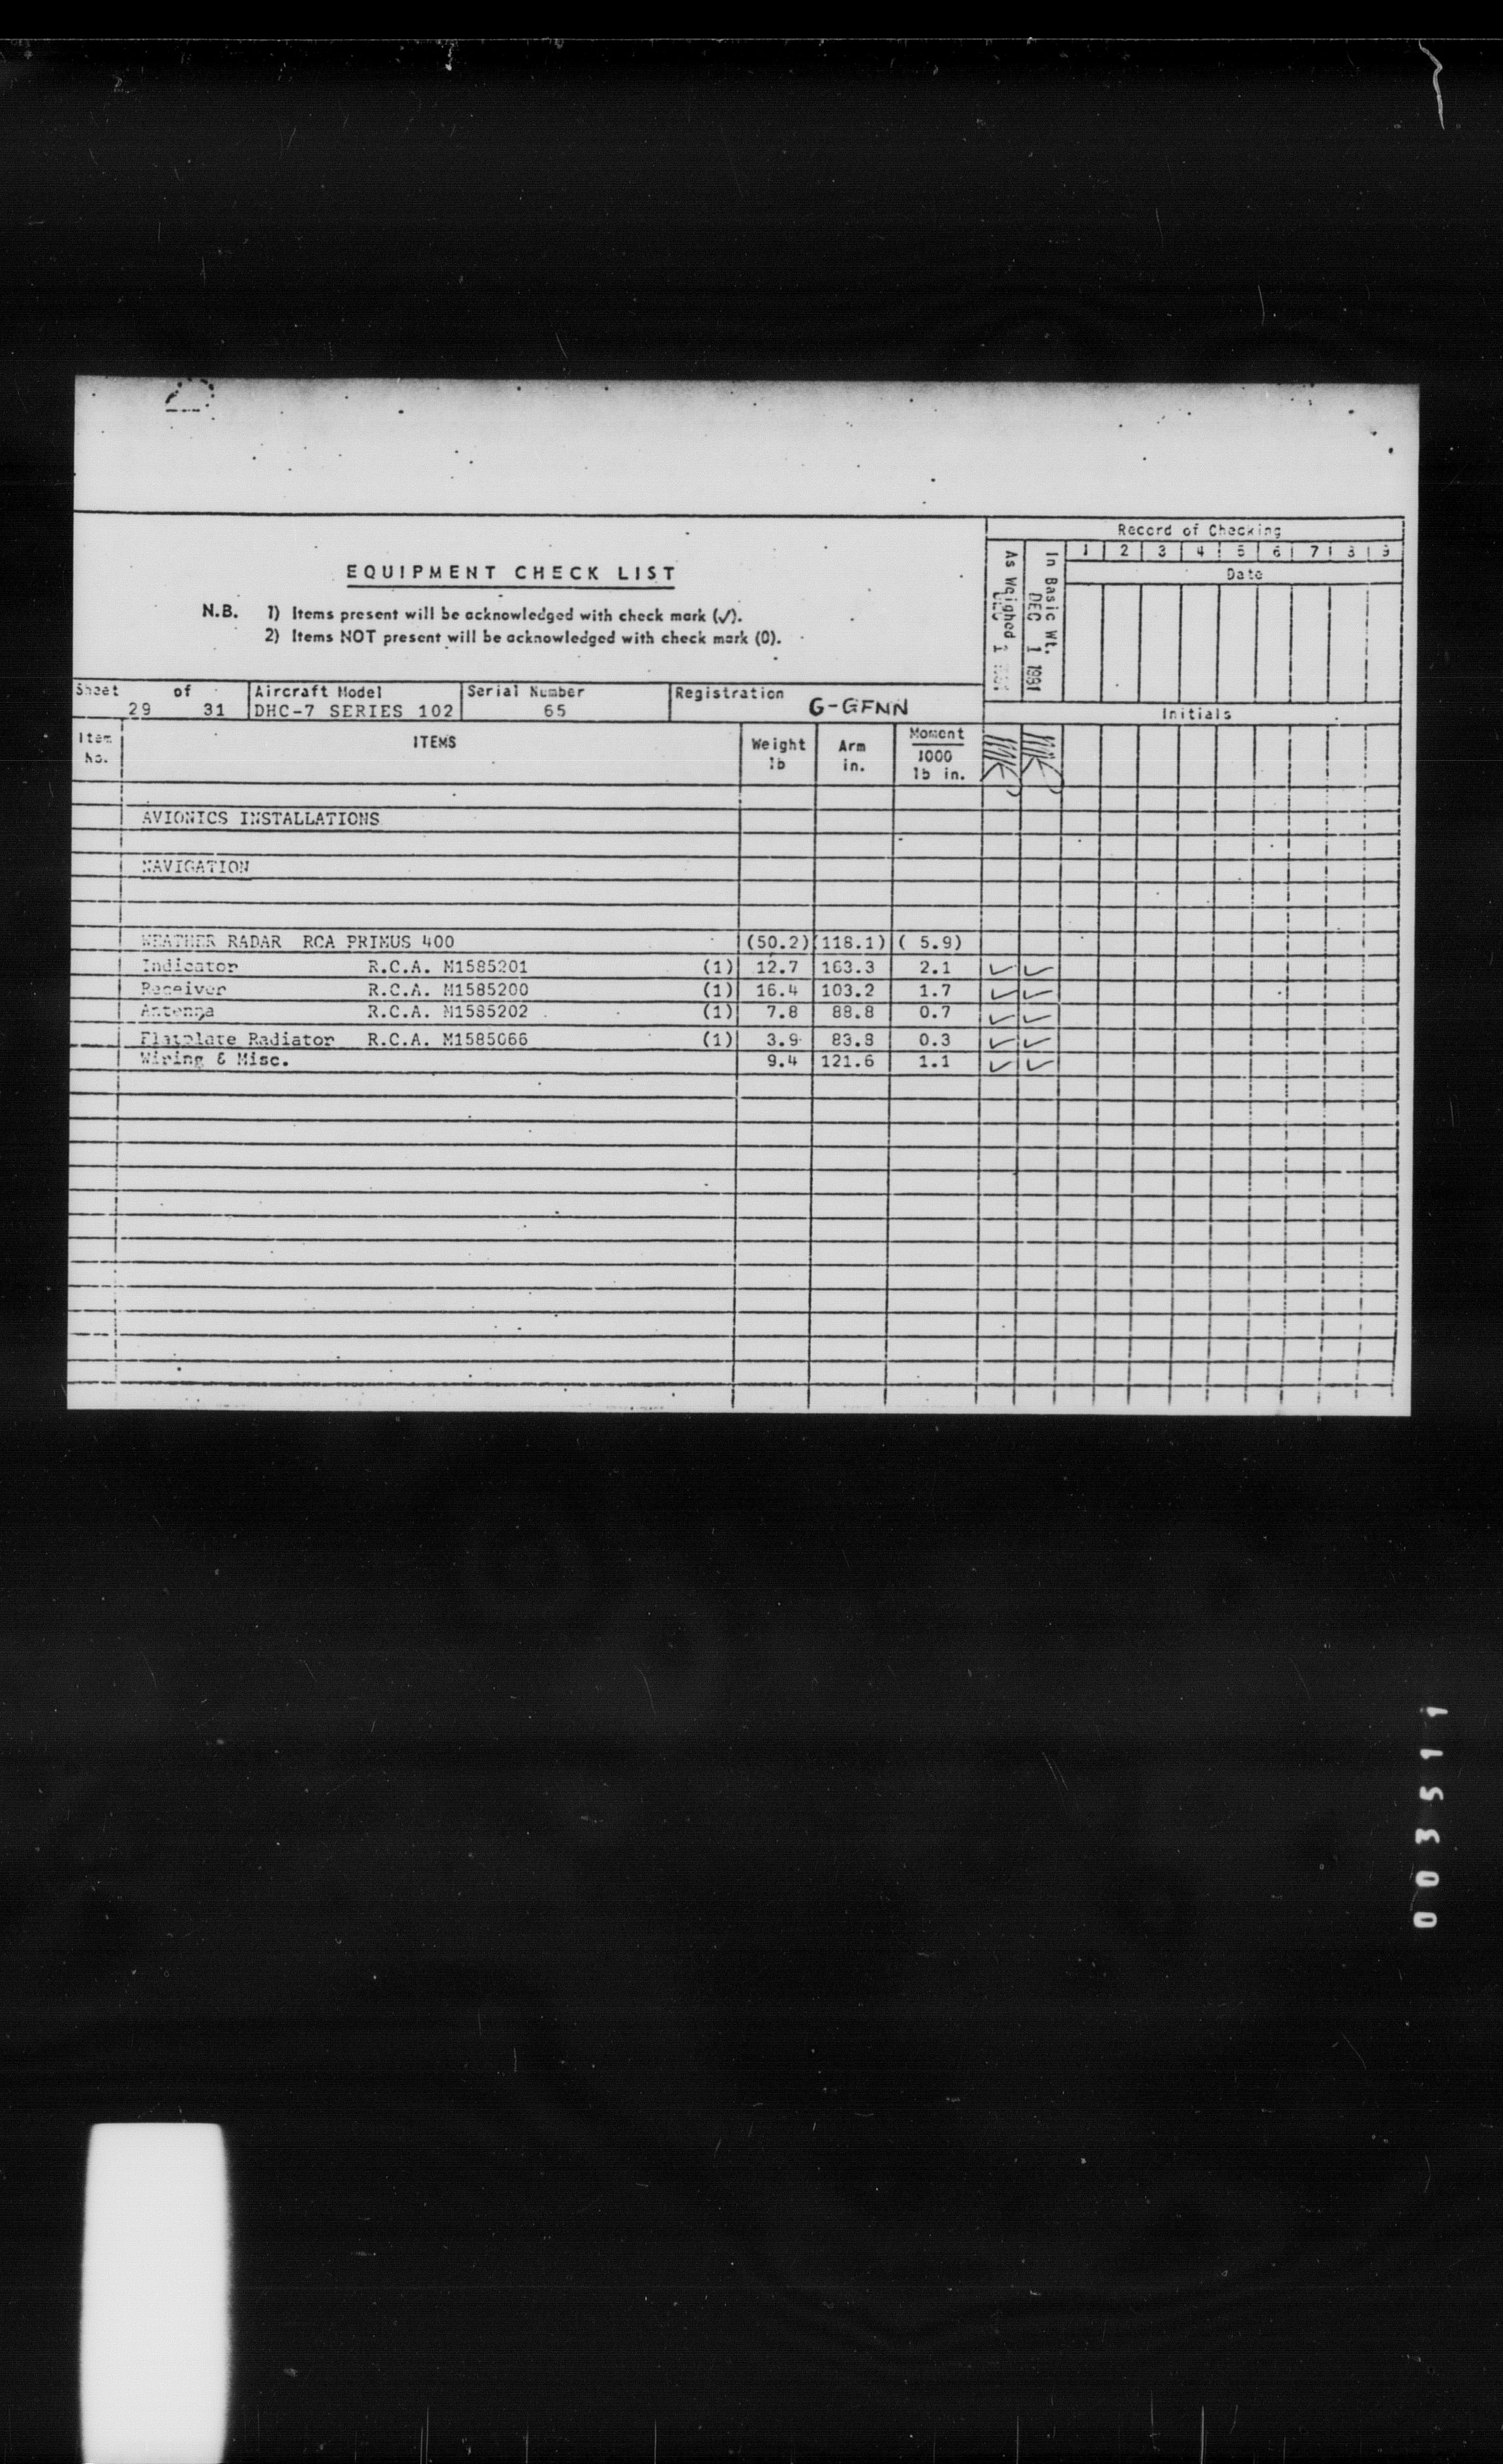 Record of Checking
As Weighed DEC 1
In Basic Wt. DEC 1 1981
1 2 3 4 5 6 7 8 9
Date
EQUIPMENT CHECK LIST
N.B. 1) Items present will be acknowledged with check mark (✓).
2) Items NOT present will be acknowledged with check mark (0).
Sheet 29 of 31
Aircraft Model DHC-7 SERIES 102
Serial Number 65
Registration G-GFNN
Initials
Item No. ITEMS Weight lb Arm in. Moment 1000 lb in.
AVIONICS INSTALLATIONS
NAVIGATION
WEATHER RADAR RCA PRIMUS 400 (50.2) (118.1) ( 5.9)
Indicator R.C.A. M1585201 (1) 12.7 163.3 2.1 ✓ ✓
Receiver R.C.A. M1585200 (1) 16.4 103.2 1.7 ✓ ✓
Antenna R.C.A. M1585202 (1) 7.8 88.8 0.7 ✓ ✓
Flatplate Radiator R.C.A. M1585066 (1) 3.9 83.8 0.3 ✓ ✓
Wiring & Misc. 9.4 121.6 1.1 ✓ ✓
003511